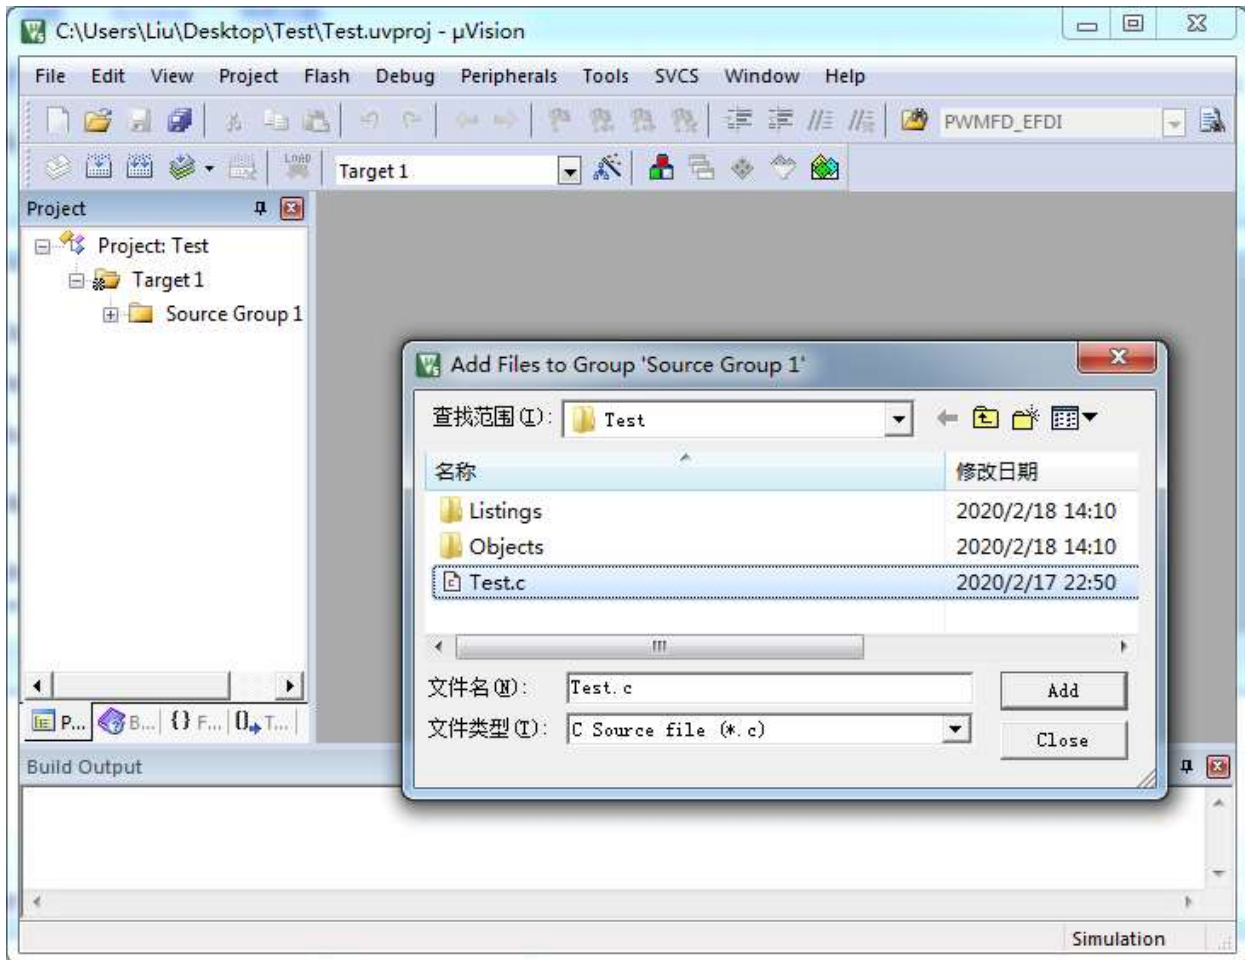 C:\Users\Liu\Desktop\Test\Test.uvproj - µVision
File Edit View Project Flash Debug Peripherals Tools SVCS Window Help
PWMFD_EFDI
LOAD Target 1
Project
Project: Test
Target 1
Source Group 1
Add Files to Group 'Source Group 1'
查找范围(I): Test
名称 修改日期
Listings 2020/2/18 14:10
Objects 2020/2/18 14:10
Test.c 2020/2/17 22:50
文件名(N): Test.c Add
文件类型(T): C Source file (*.c) Close
P... B... {} F... 0 T...
Build Output
Simulation